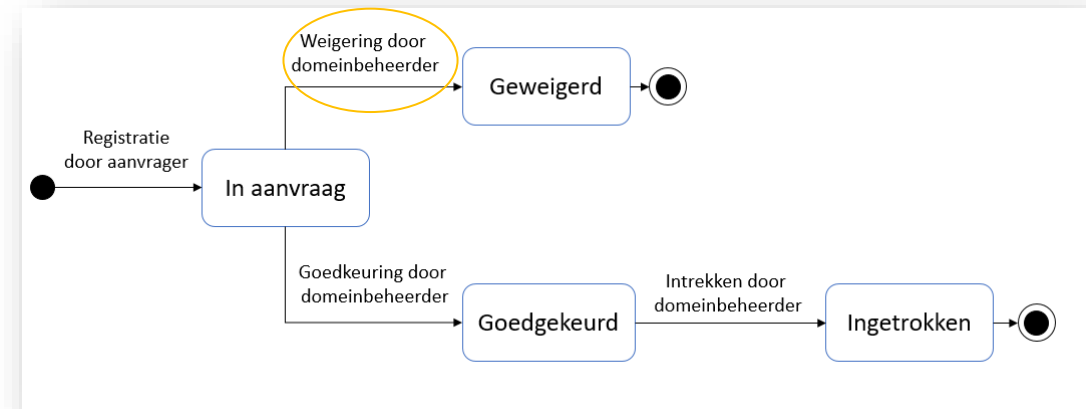 Weigering door
domeinbeheerder
Geweigerd
Registratie
door aanvrager
In aanvraag
Goedkeuring door
domeinbeheerder
Goedgekeurd
Intrekken door
domeinbeheerder
Ingetrokken